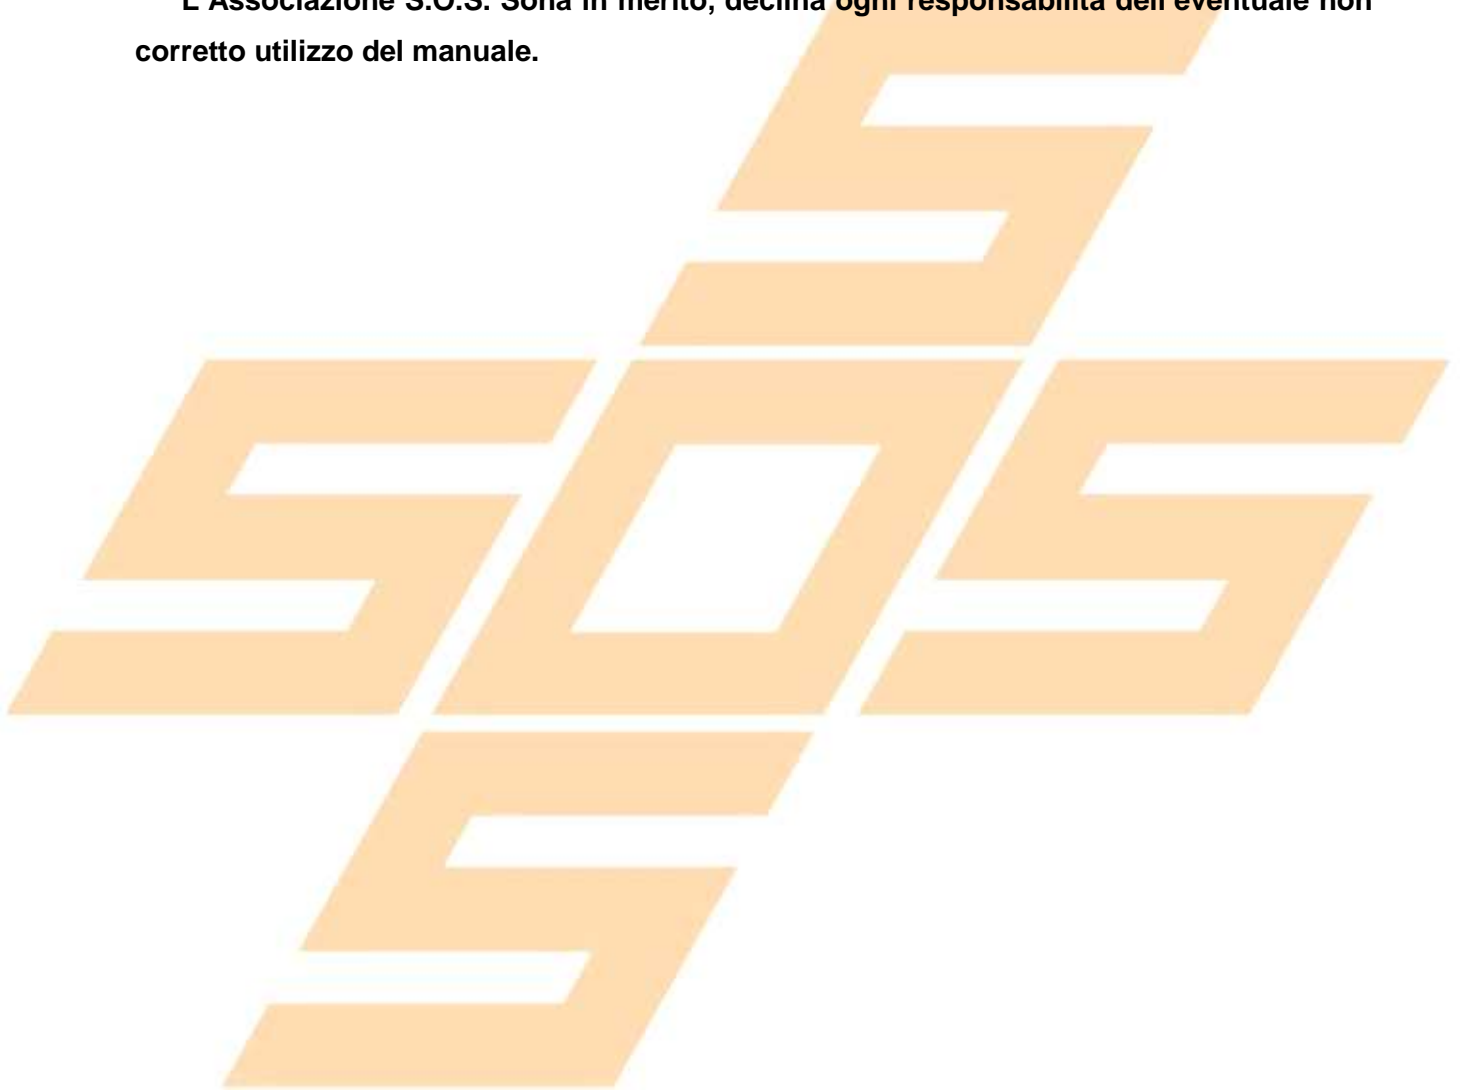 L'Associazione S.O.S. Sona in merito, declina ogni responsabilità dell'eventuale non
corretto utilizzo del manuale.
S
SOS
S